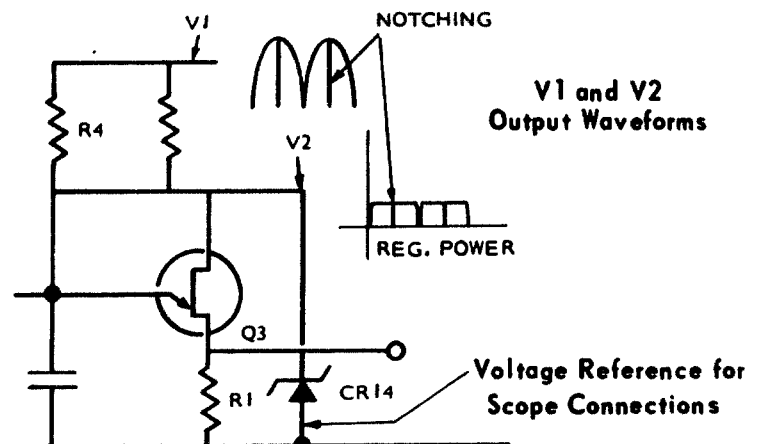 V1
NOTCHING
V1 and V2
Output Waveforms
R4
V2
REG. POWER
Q3
R1
CR14
Voltage Reference for
Scope Connections